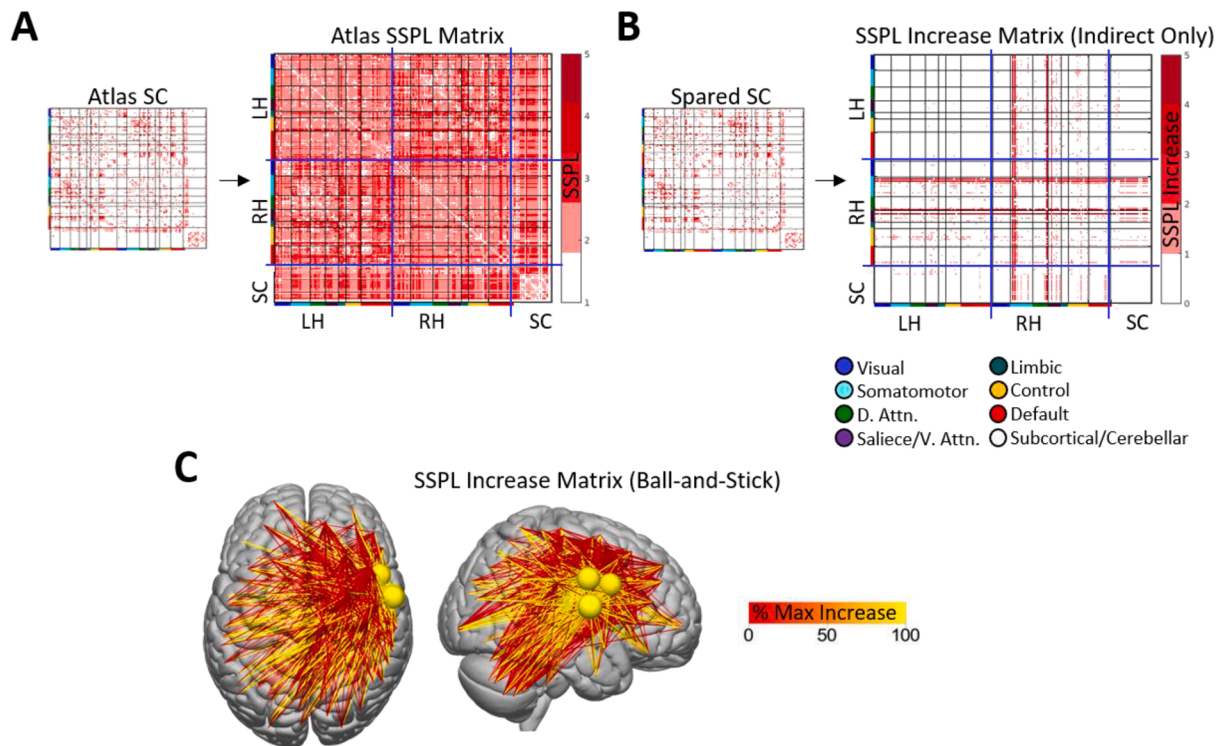 A
Atlas SC
Atlas SSPL Matrix
LH
RH
SC
LH
RH
SC
5
4
3
2
1
SSPL
B
Spared SC
SSPL Increase Matrix (Indirect Only)
LH
RH
SC
LH
RH
SC
5
4
3
2
1
0
SSPL Increase
Visual
Somatomotor
D. Attn.
Saliece/V. Attn.
Limbic
Control
Default
Subcortical/Cerebellar
C
SSPL Increase Matrix (Ball-and-Stick)
% Max Increase
0 50 100